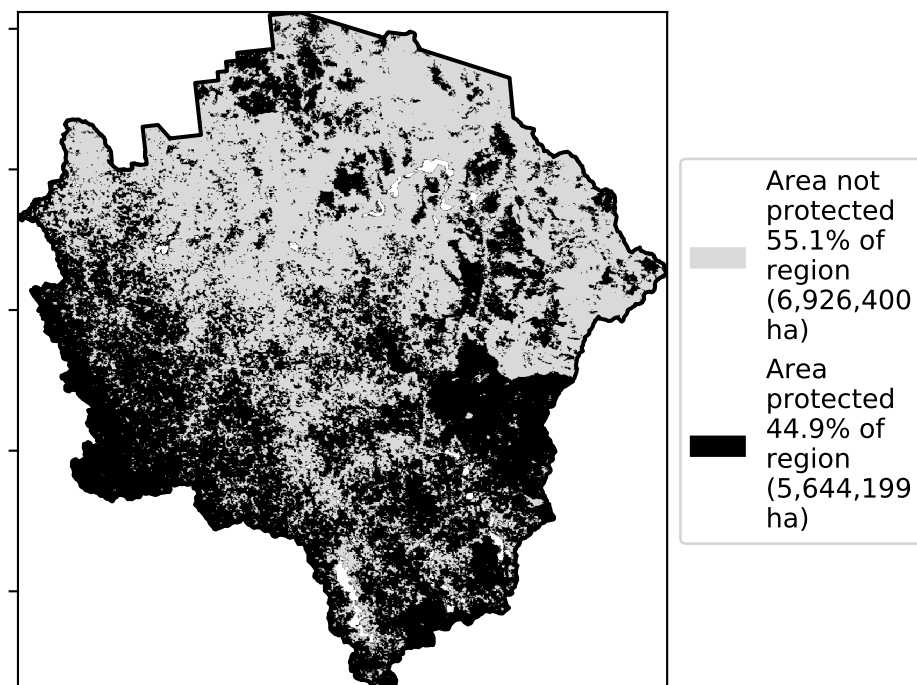 Area not
protected
55.1% of
region
(6,926,400
ha)
Area
protected
44.9% of
region
(5,644,199
ha)